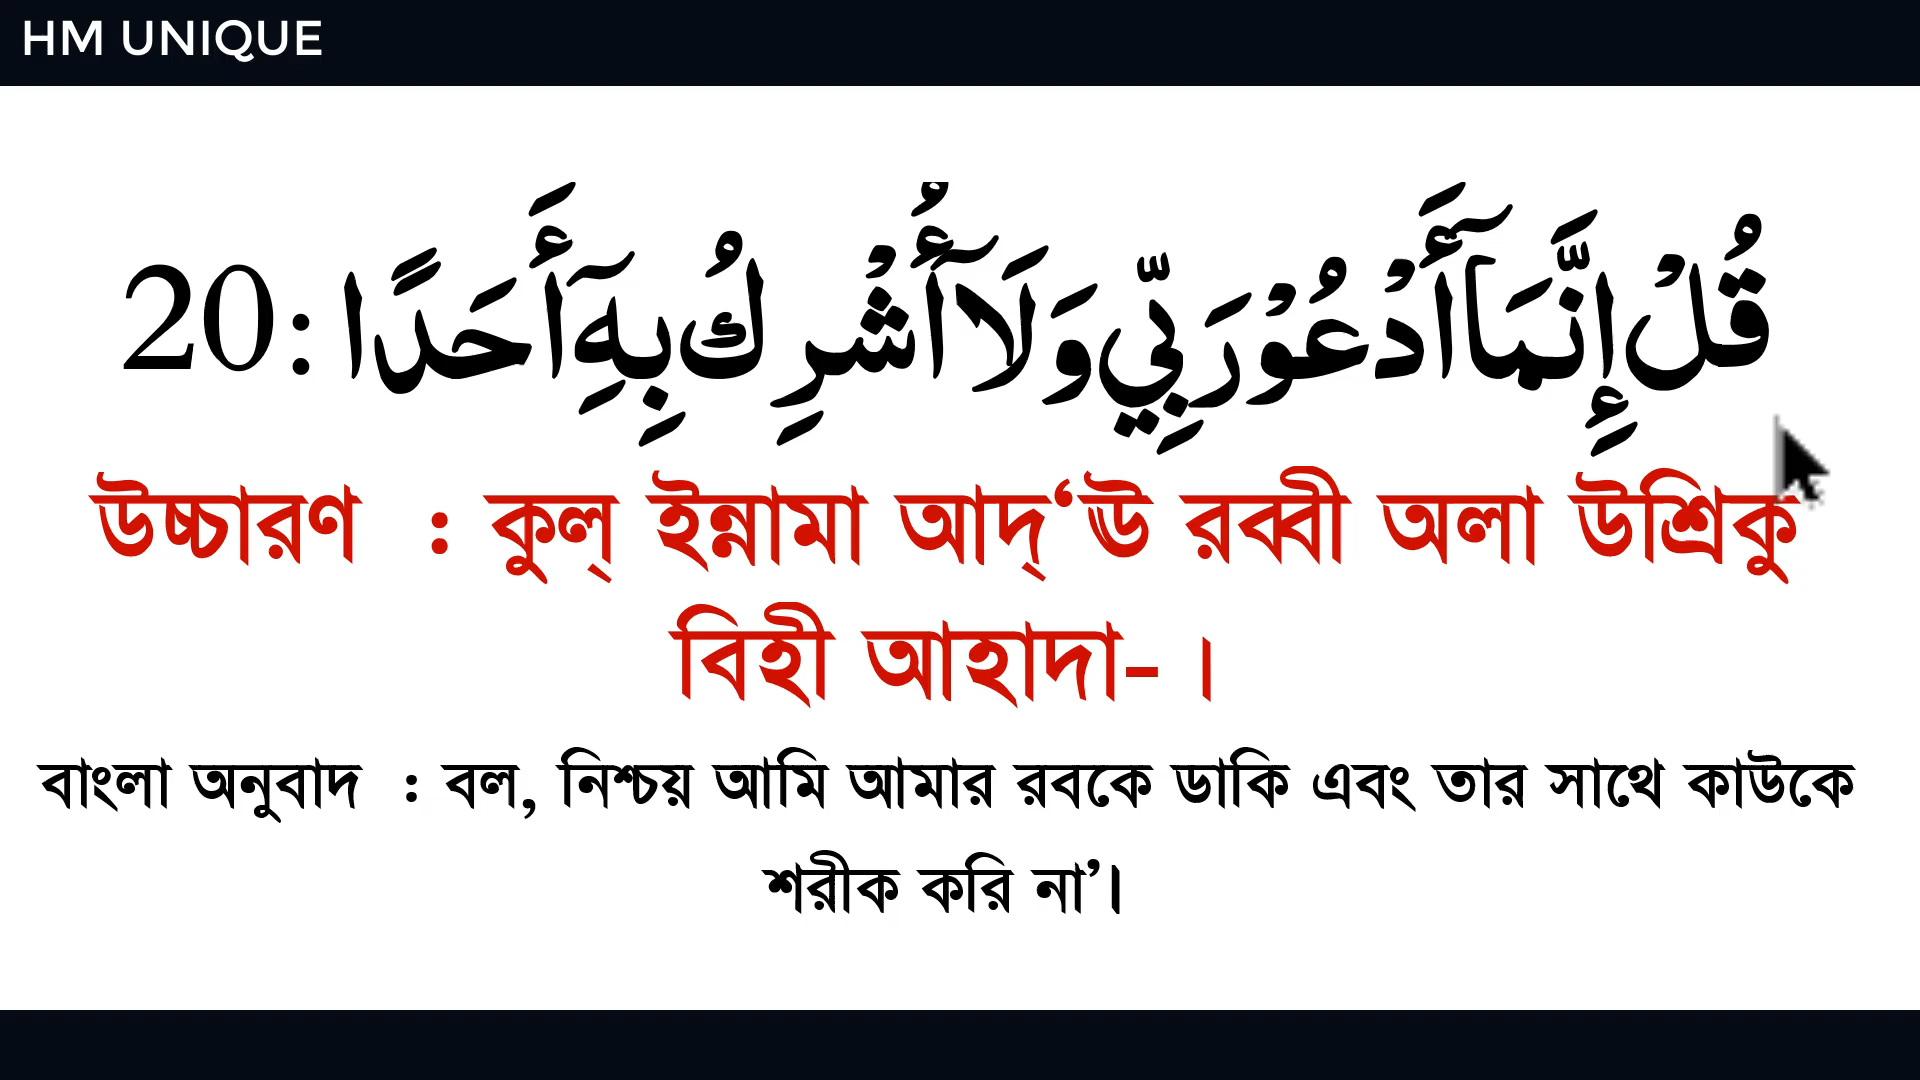 HM UNIQUE
قُلْ إِنَّمَآ أَدْعُوْ رَبِّي وَلَآ أُشْرِكُ بِهِٓ أَحَدًا :20
উচ্চারণ : কুল্ ইন্নামা আদ্‘ঊ রব্বী অলা উশ্রিকু
বিহী আহাদা- ।
বাংলা অনুবাদ : বল, নিশ্চয় আমি আমার রবকে ডাকি এবং তার সাথে কাউকে
শরীক করি না’।